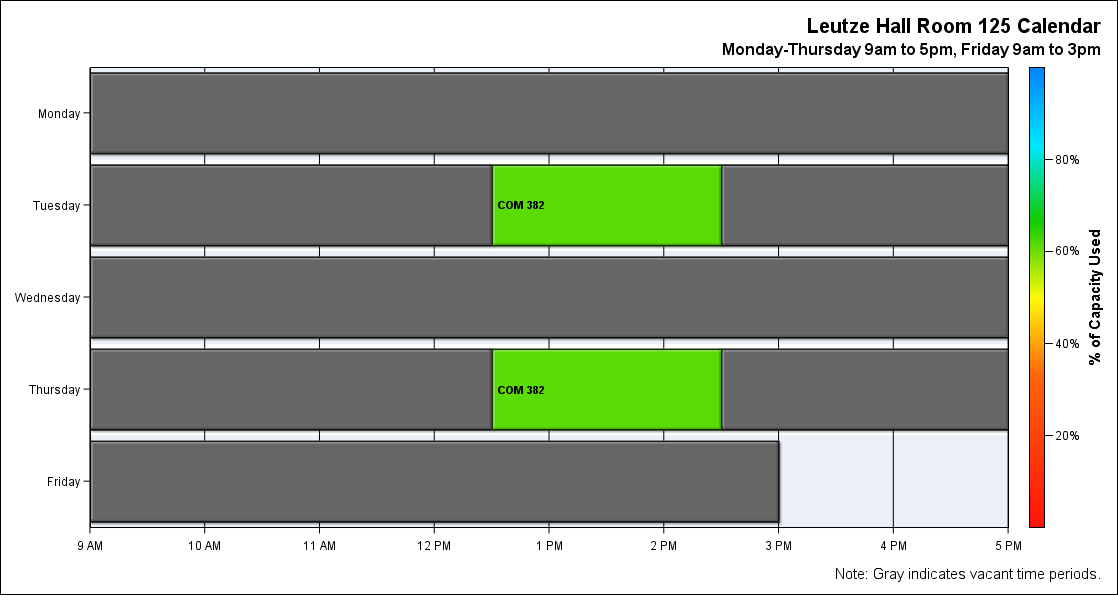 Leutze Hall Room 125 Calendar
Monday-Thursday 9am to 5pm, Friday 9am to 3pm
Monday
Tuesday
COM 382
Wednesday
Thursday
COM 382
Friday
9 AM 10 AM 11 AM 12 PM 1 PM 2 PM 3 PM 4 PM 5 PM
80%
60%
40%
20%
% of Capacity Used
Note: Gray indicates vacant time periods.